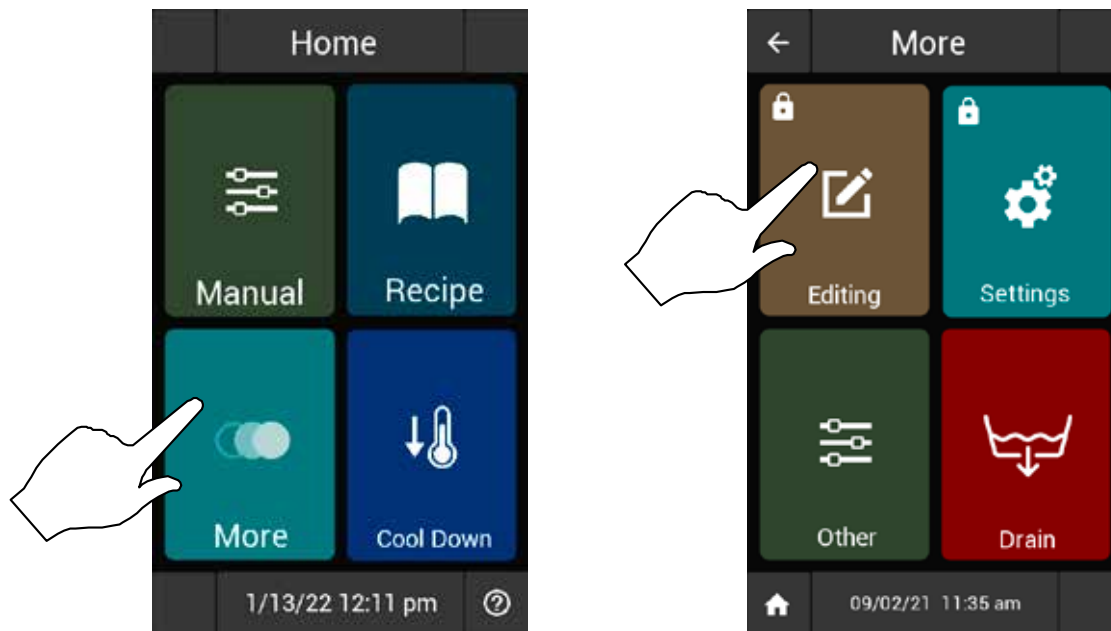 Home
Manual
Recipe
More
Cool Down
1/13/22 12:11 pm
More
Editing
Settings
Other
Drain
09/02/21 11:35 am